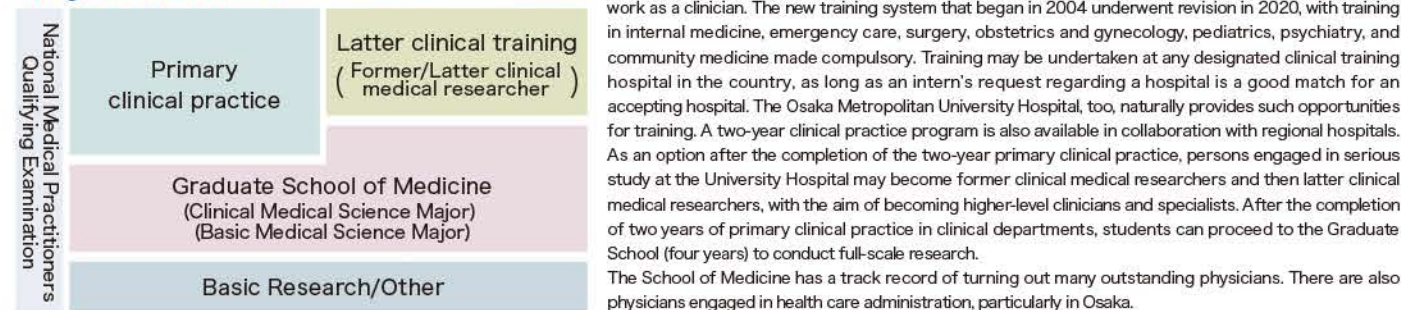 National Medical Practitioners
Qualifying Examination
Primary
clinical practice
Latter clinical training
( Former/Latter clinical
medical researcher )
Graduate School of Medicine
(Clinical Medical Science Major)
(Basic Medical Science Major)
Basic Research/Other
work as a clinician. The new training system that began in 2004 underwent revision in 2020, with training
in internal medicine, emergency care, surgery, obstetrics and gynecology, pediatrics, psychiatry, and
community medicine made compulsory. Training may be undertaken at any designated clinical training
hospital in the country, as long as an intern's request regarding a hospital is a good match for an
accepting hospital. The Osaka Metropolitan University Hospital, too, naturally provides such opportunities
for training. A two-year clinical practice program is also available in collaboration with regional hospitals.
As an option after the completion of the two-year primary clinical practice, persons engaged in serious
study at the University Hospital may become former clinical medical researchers and then latter clinical
medical researchers, with the aim of becoming higher-level clinicians and specialists. After the completion
of two years of primary clinical practice in clinical departments, students can proceed to the Graduate
School (four years) to conduct full-scale research.
The School of Medicine has a track record of turning out many outstanding physicians. There are also
physicians engaged in health care administration, particularly in Osaka.